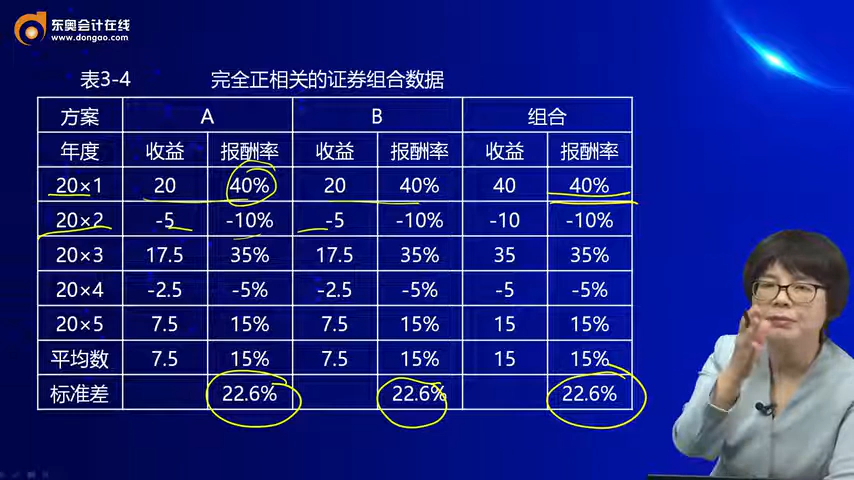 东奥会计在线
www.dongao.com
表3-4 完全正相关的证券组合数据
方案 A B 组合
年度 收益 报酬率 收益 报酬率 收益 报酬率
20×1 20 40% 20 40% 40 40%
20×2 -5 -10% -5 -10% -10 -10%
20×3 17.5 35% 17.5 35% 35 35%
20×4 -2.5 -5% -2.5 -5% -5 -5%
20×5 7.5 15% 7.5 15% 15 15%
平均数 7.5 15% 7.5 15% 15 15%
标准差 22.6% 22.6% 22.6%